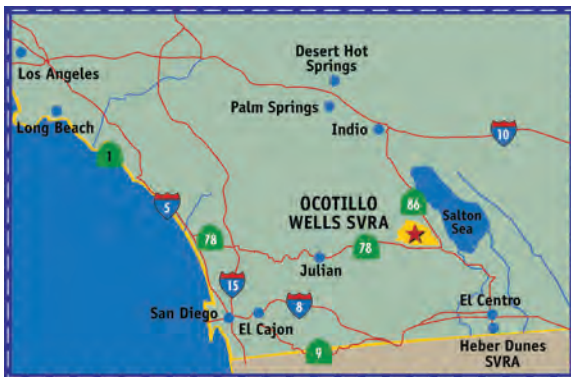 Desert Hot
Springs
Los Angeles
Palm Springs
Long Beach
Indio
10
1
OCOTILLO
WELLS SVRA
86
Salton
Sea
5
78
78
Julian
15
San Diego
El Cajon
8
El Centro
9
Heber Dunes
SVRA